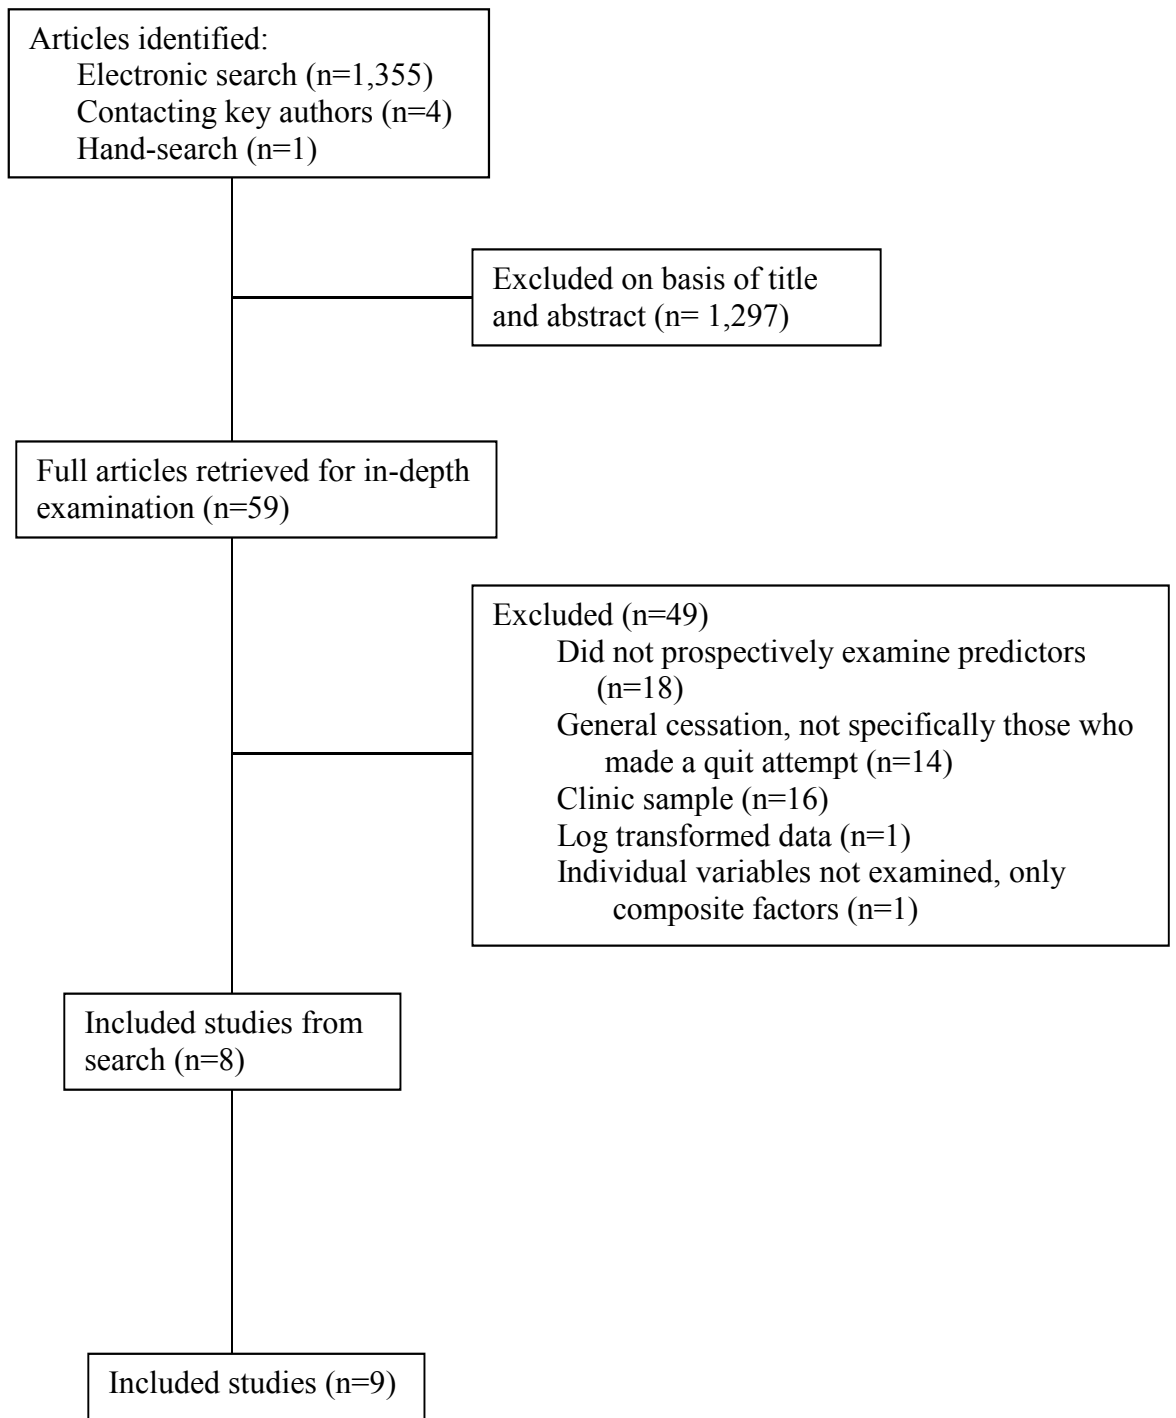 Articles identified:
Electronic search (n=1,355)
Contacting key authors (n=4)
Hand-search (n=1)
Excluded on basis of title
and abstract (n= 1,297)
Full articles retrieved for in-depth
examination (n=59)
Excluded (n=49)
Did not prospectively examine predictors
(n=18)
General cessation, not specifically those who
made a quit attempt (n=14)
Clinic sample (n=16)
Log transformed data (n=1)
Individual variables not examined, only
composite factors (n=1)
Included studies from
search (n=8)
Included studies (n=9)